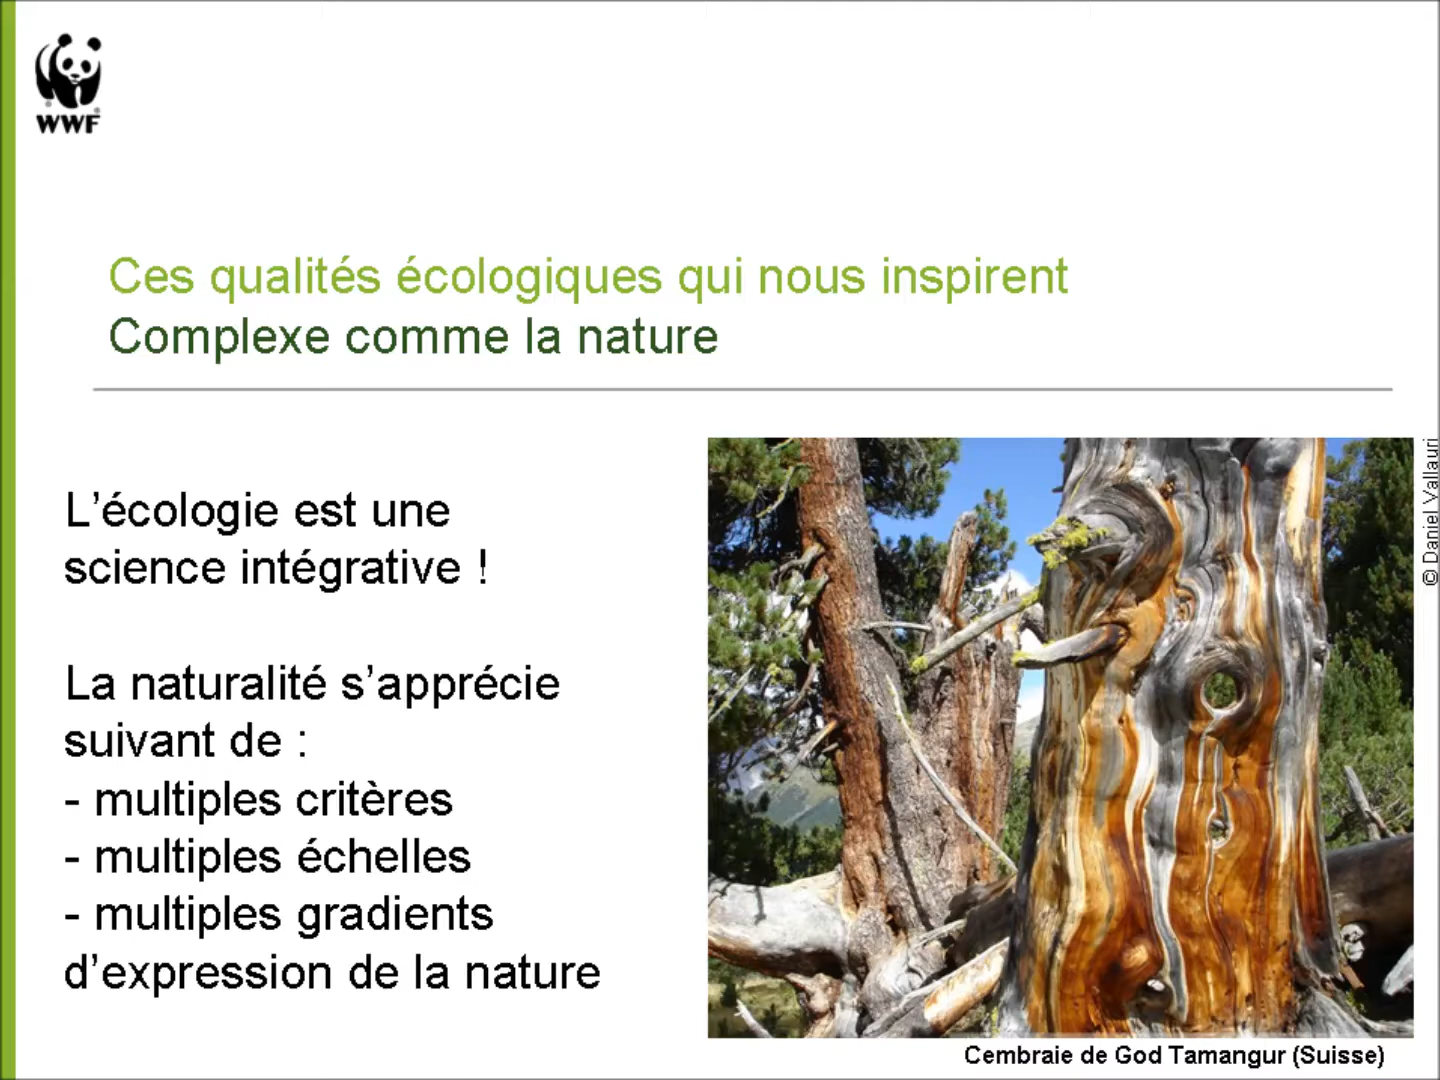 WWF
Ces qualités écologiques qui nous inspirent
Complexe comme la nature
L’écologie est une
science intégrative !
La naturalité s’apprécie
suivant de :
- multiples critères
- multiples échelles
- multiples gradients
d’expression de la nature
© Daniel Vallauri
Cembraie de God Tamangur (Suisse)